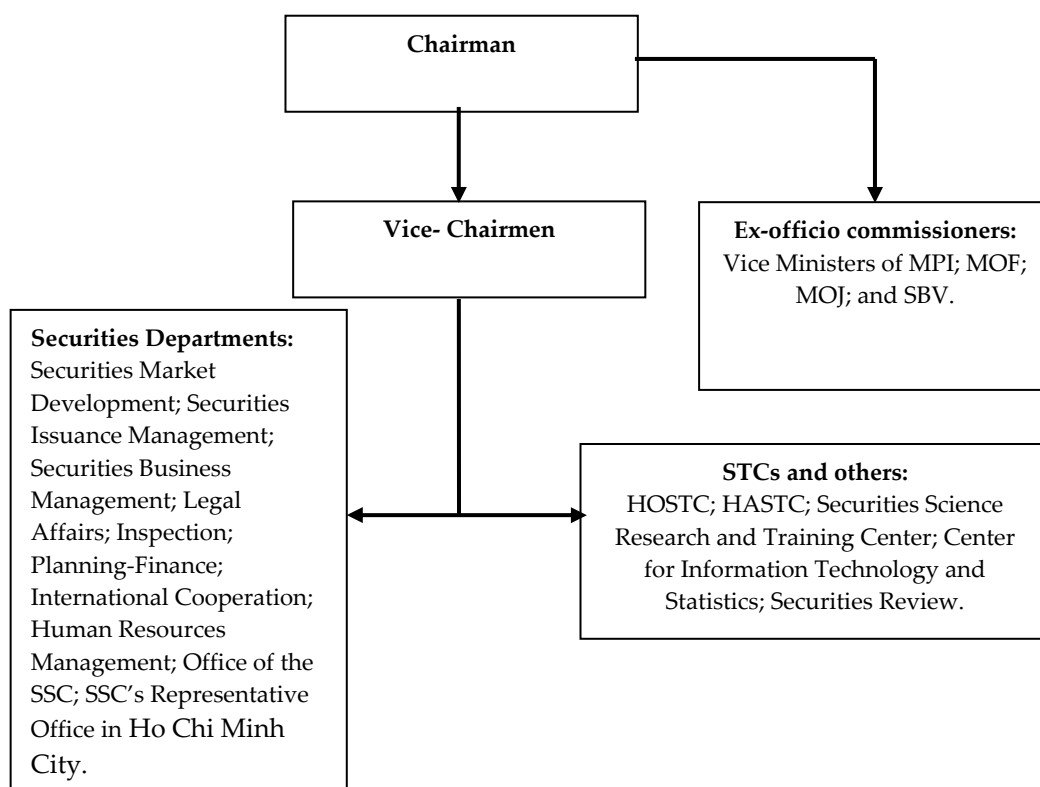 Chairman
Vice- Chairmen
Ex-officio commissioners:
Vice Ministers of MPI; MOF;
MOJ; and SBV.
Securities Departments:
Securities Market
Development; Securities
Issuance Management;
Securities Business
Management; Legal
Affairs; Inspection;
Planning-Finance;
International Cooperation;
Human Resources
Management; Office of the
SSC; SSC’s Representative
Office in Ho Chi Minh
City.
STCs and others:
HOSTC; HASTC; Securities Science
Research and Training Center; Center
for Information Technology and
Statistics; Securities Review.